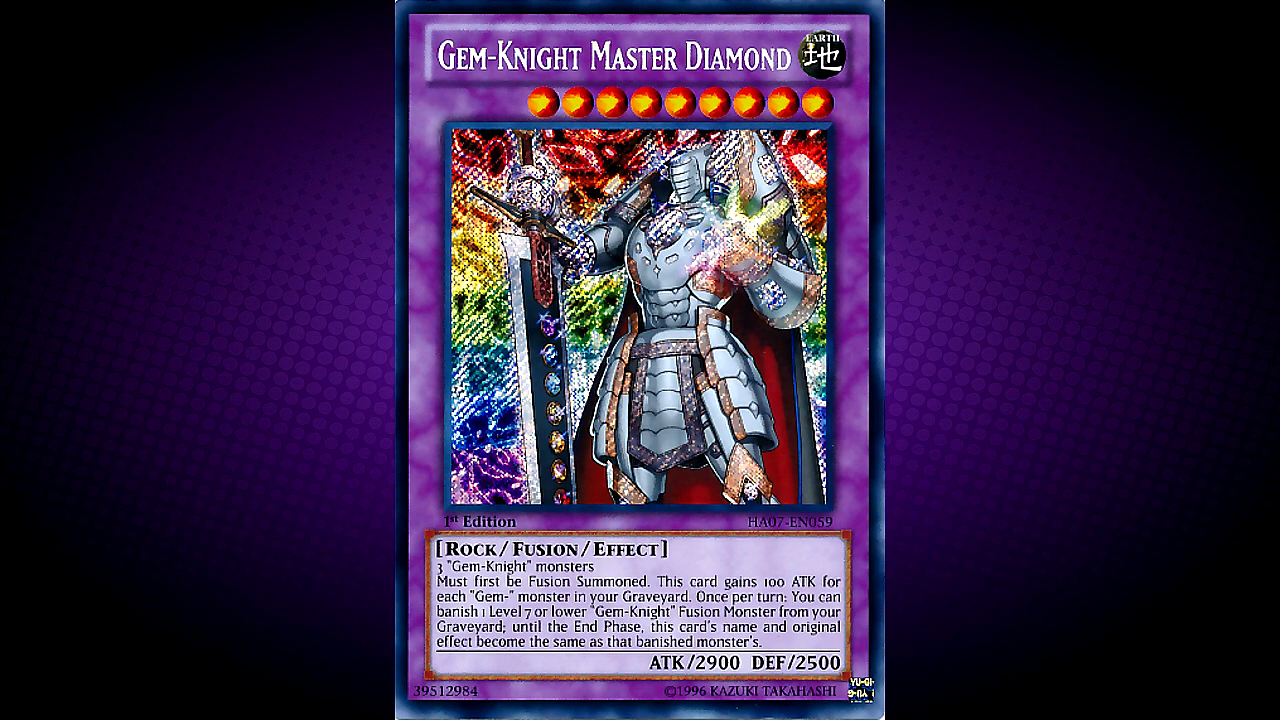 GEM-KNIGHT MASTER DIAMOND
EARTH
地
1st Edition
HA07-EN059
[ROCK/FUSION/EFFECT]
3 "Gem-Knight" monsters
Must first be Fusion Summoned. This card gains 100 ATK for
each "Gem-" monster in your Graveyard. Once per turn: You can
banish 1 Level 7 or lower "Gem-Knight" Fusion Monster from your
Graveyard; until the End Phase, this card's name and original
effect become the same as that banished monster's.
ATK/2900 DEF/2500
39512984
©1996 KAZUKI TAKAHASHI